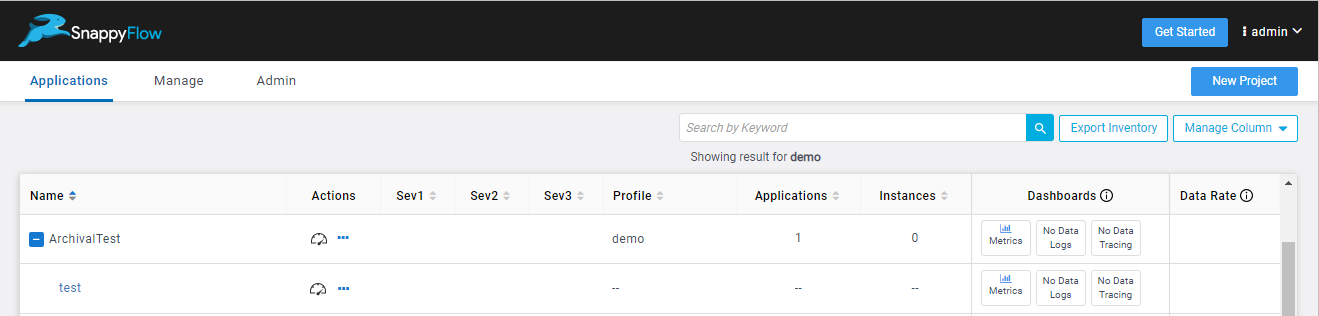 SnappyFlow
Get Started
admin
Applications Manage Admin
New Project
Search by Keyword
Export Inventory
Manage Column
Showing result for demo
Name Actions Sev1 Sev2 Sev3 Profile Applications Instances Dashboards Data Rate
ArchivalTest demo 1 0
Metrics
No Data
Logs
No Data
Tracing
test -- -- --
Metrics
No Data
Logs
No Data
Tracing